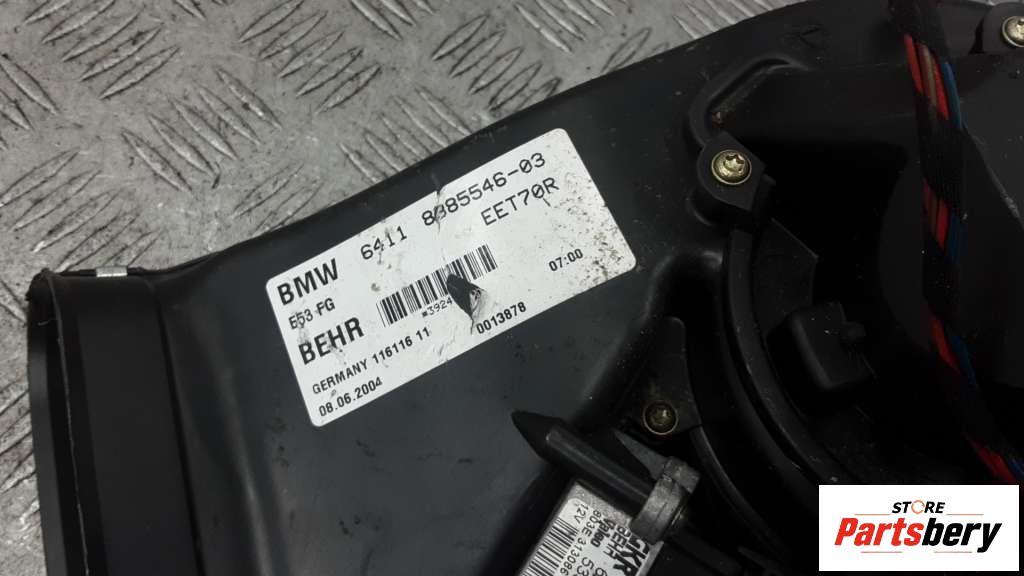 BMW 6411 8385546-03
E53 FG EET70R
BEHR 07:00
GERMANY 116116 11 0013878
08.06.2004
12V
STORE
Partsbery